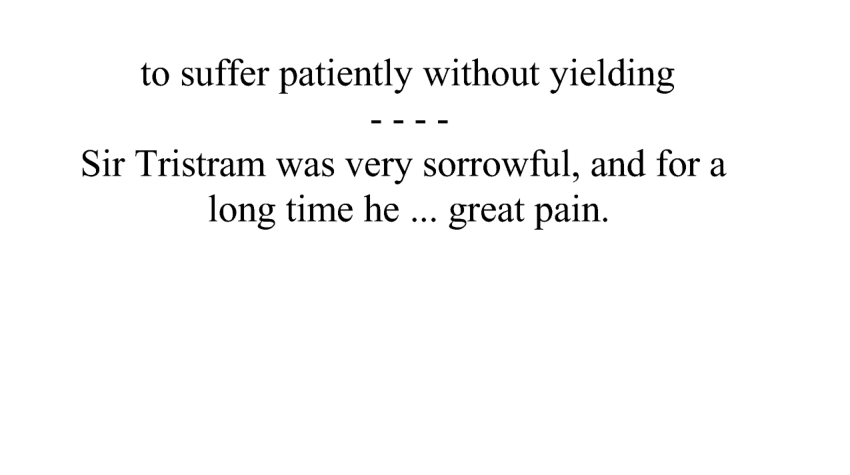 to suffer patiently without yielding
- - - -
Sir Tristram was very sorrowful, and for a
long time he ... great pain.